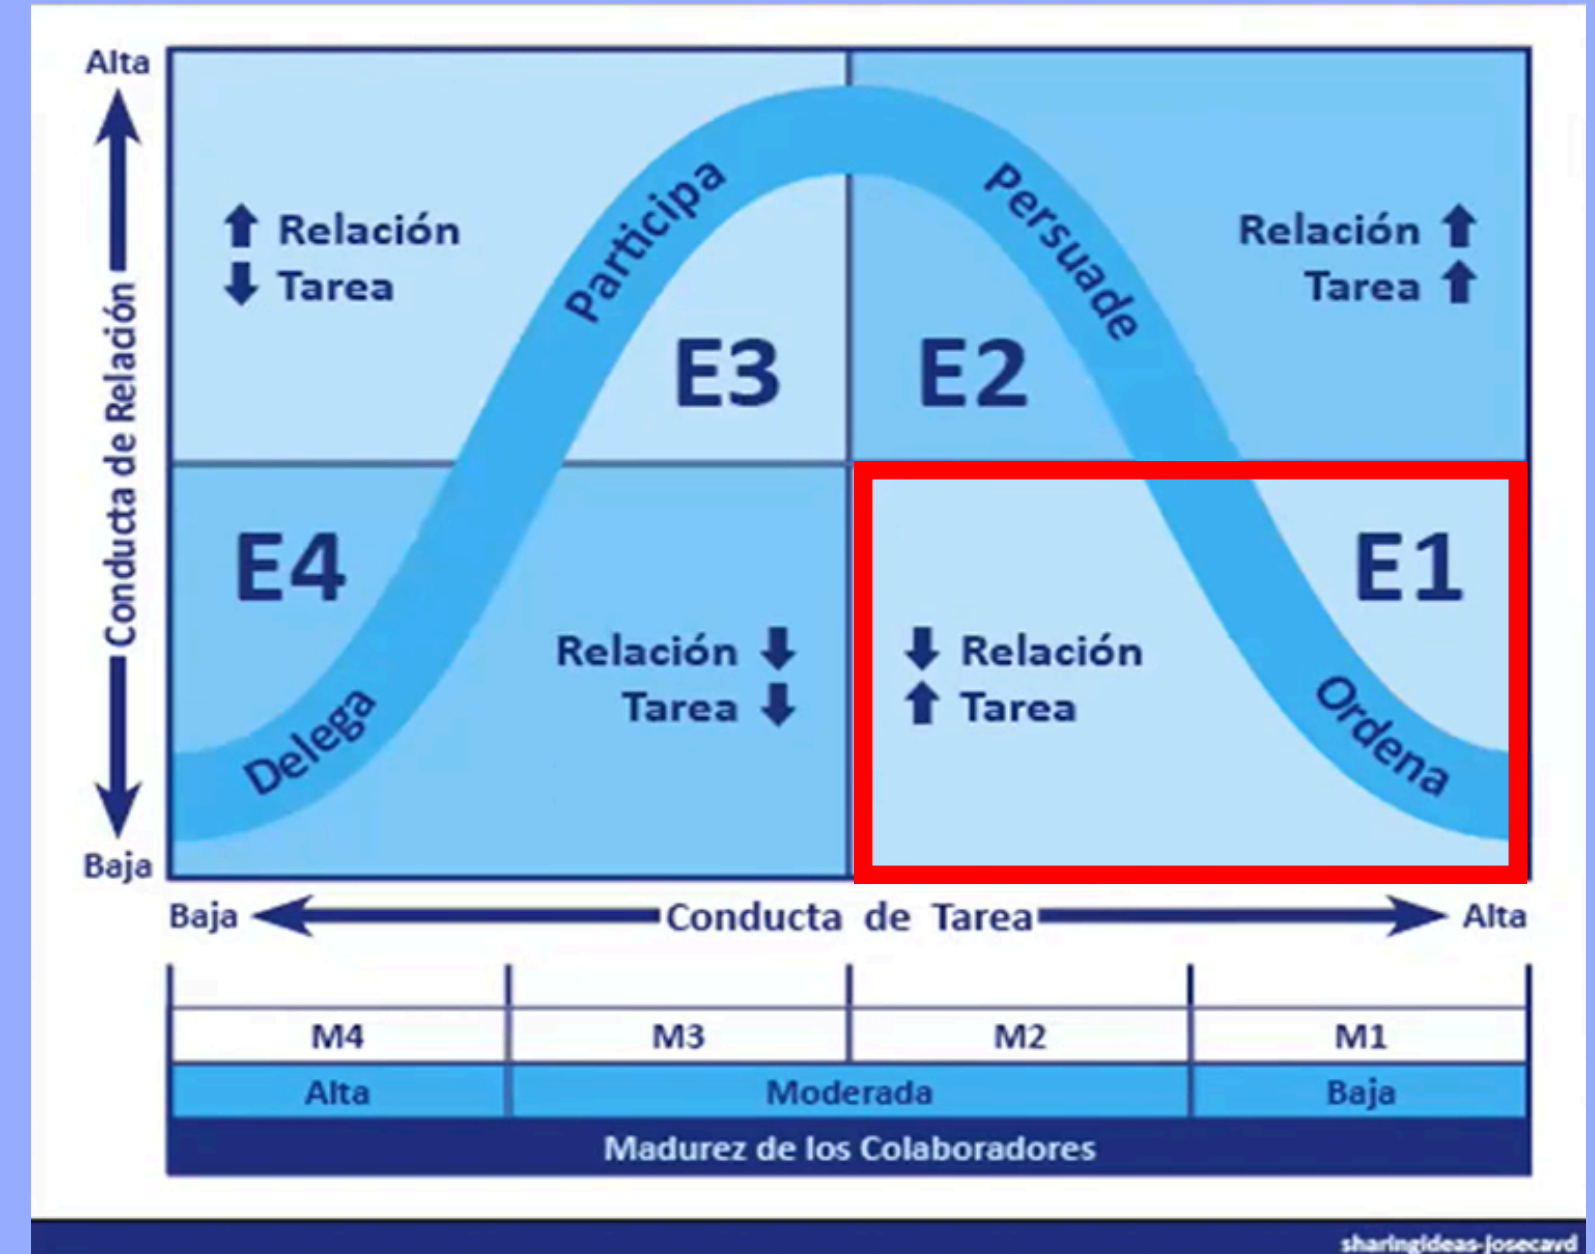 Alta
Conducta de Relación
Baja
Relación
Tarea
Participa
E3
Persuade
E2
Relación
Tarea
E4
Delega
Relación
Tarea
Relación
Tarea
E1
Ordena
Baja
Conducta de Tarea
Alta
M4 M3 M2 M1
Alta Moderada Baja
Madurez de los Colaboradores
sharingideas-josecavd